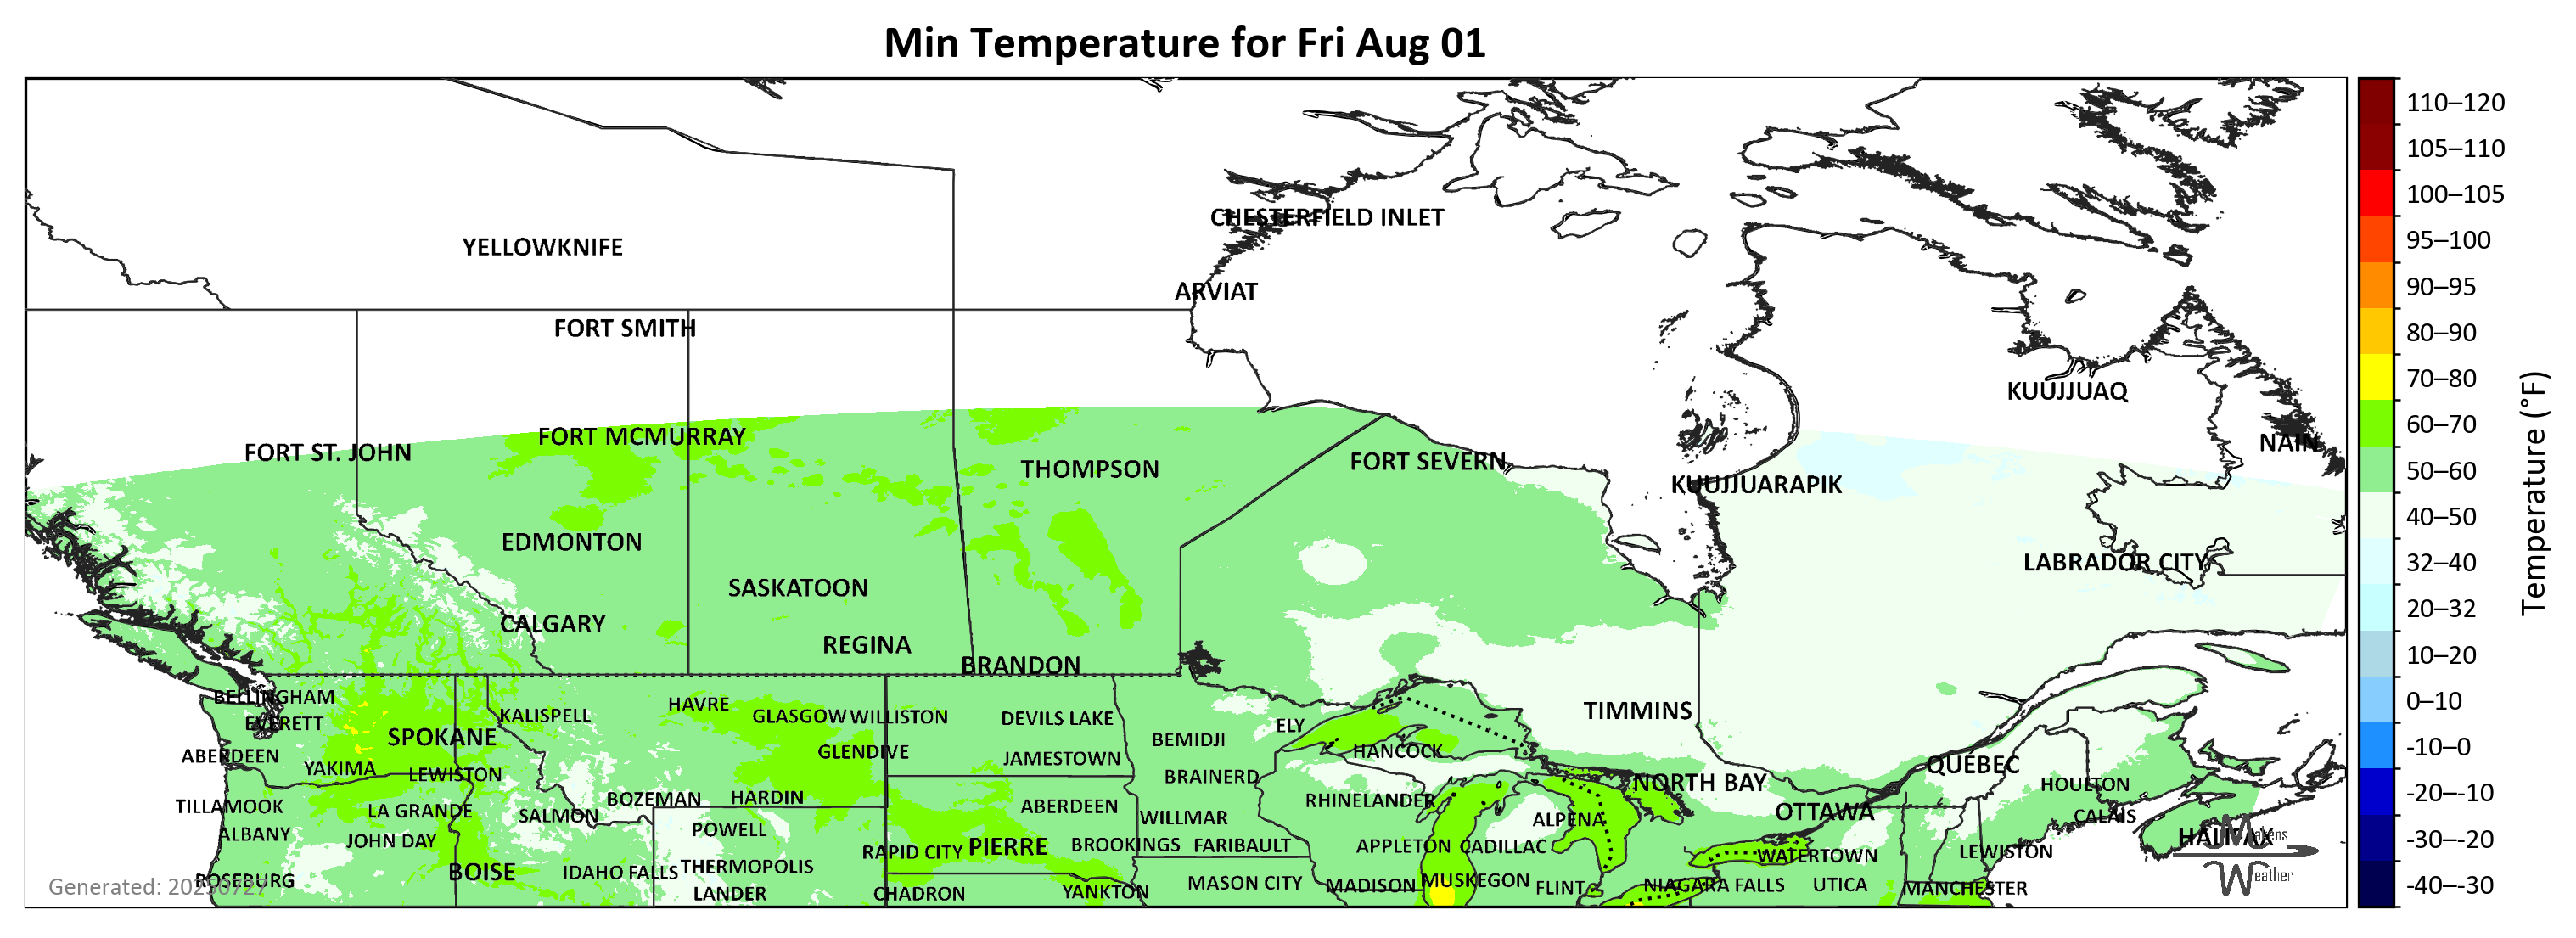 Min Temperature for Fri Aug 01
110–120
105–110
CHESTERFIELD INLET
100–105
YELLOWKNIFE
95–100
ARVIAT
90–95
FORT SMITH
80–90
KUUJJUAQ
70–80
FORT MCMURRAY
60–70
FORT ST. JOHN
NAIN
THOMPSON
FORT SEVERN
50–60
KUUJJUARAPIK
40–50
EDMONTON
LABRADOR CITY
32–40
SASKATOON
Temperature (°F)
20–32
CALGARY
REGINA
BRANDON
10–20
BELLINGHAM
HAVRE
0–10
EVERETT
KALISPELL
GLASGOW
WILLISTON
DEVILS LAKE
ELY
TIMMINS
SPOKANE
BEMIDJI
-10–0
ABERDEEN
GLENDIVE
JAMESTOWN
HANCOCK
YAKIMA
LEWISTON
BRAINERD
QUÉBEC
NORTH BAY
HOULTON
-20–-10
TILLAMOOK
LA GRANDE
BOZEMAN
HARDIN
ABERDEEN
RHINELANDER
SALMON
WILLMAR
ALPENA
OTTAWA
CALAIS
ALBANY
JOHN DAY
POWELL
RAPID CITY
PIERRE
BROOKINGS
FARIBAULT
APPLETON
CADILLAC
WATERTOWN
LEWISTON
HALIFAX
Makens
Weather
-30–-20
ROSEBURG
BOISE
IDAHO FALLS
THERMOPOLIS
LANDER
CHADRON
YANKTON
MASON CITY
MADISON
MUSKEGON
FLINT
NIAGARA FALLS
UTICA
MANCHESTER
-40–-30
Generated: 20250727